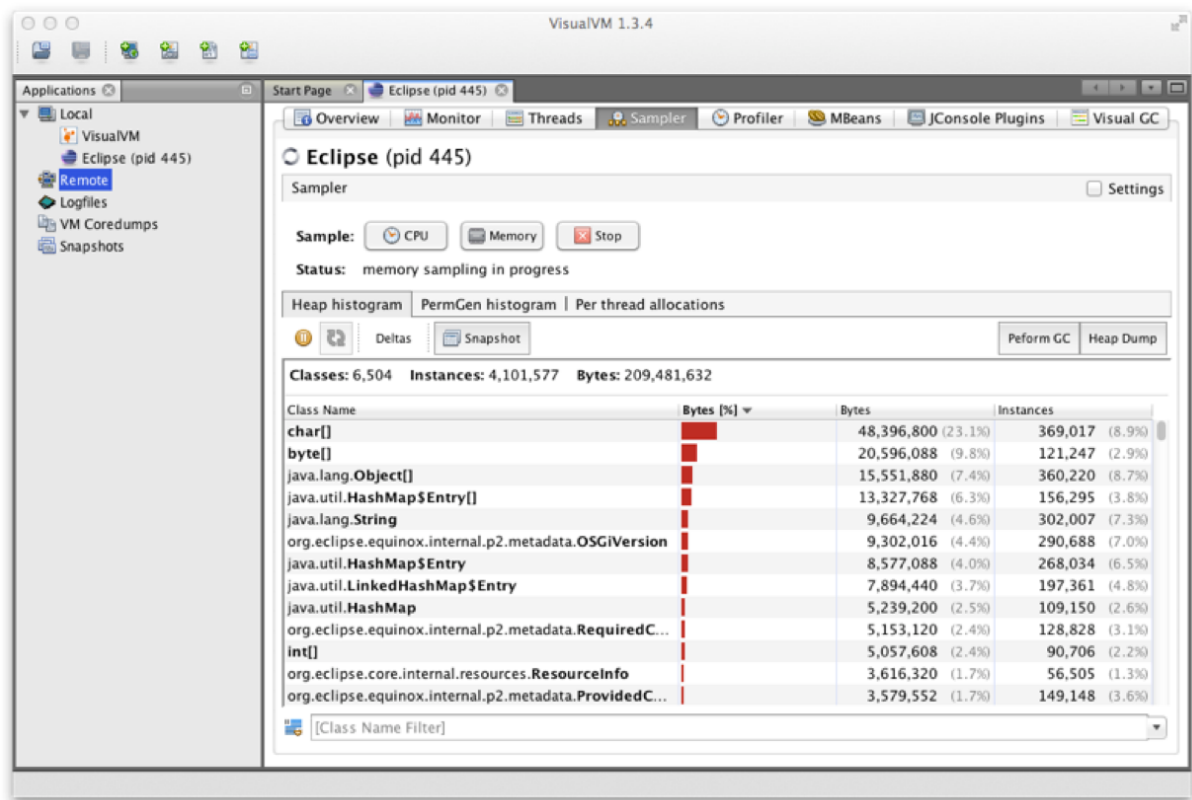 VisualVM 1.3.4
Applications
Start Page Eclipse (pid 445)
Local
VisualVM
Eclipse (pid 445)
Remote
Logfiles
VM Coredumps
Snapshots
Overview Monitor Threads Sampler Profiler MBeans JConsole Plugins Visual GC
Eclipse (pid 445)
Sampler Settings
Sample: CPU Memory Stop
Status: memory sampling in progress
Heap histogram PermGen histogram | Per thread allocations
Deltas Snapshot Peform GC Heap Dump
Classes: 6,504 Instances: 4,101,577 Bytes: 209,481,632
Class Name Bytes [%] Bytes Instances
char[] 48,396,800 (23.1%) 369,017 (8.9%)
byte[] 20,596,088 (9.8%) 121,247 (2.9%)
java.lang.Object[] 15,551,880 (7.4%) 360,220 (8.7%)
java.util.HashMap$Entry[] 13,327,768 (6.3%) 156,295 (3.8%)
java.lang.String 9,664,224 (4.6%) 302,007 (7.3%)
org.eclipse.equinox.internal.p2.metadata.OSGiVersion 9,302,016 (4.4%) 290,688 (7.0%)
java.util.HashMap$Entry 8,577,088 (4.0%) 268,034 (6.5%)
java.util.LinkedHashMap$Entry 7,894,440 (3.7%) 197,361 (4.8%)
java.util.HashMap 5,239,200 (2.5%) 109,150 (2.6%)
org.eclipse.equinox.internal.p2.metadata.RequiredC... 5,153,120 (2.4%) 128,828 (3.1%)
int[] 5,057,608 (2.4%) 90,706 (2.2%)
org.eclipse.core.internal.resources.ResourceInfo 3,616,320 (1.7%) 56,505 (1.3%)
org.eclipse.equinox.internal.p2.metadata.ProvidedC... 3,579,552 (1.7%) 149,148 (3.6%)
[Class Name Filter]